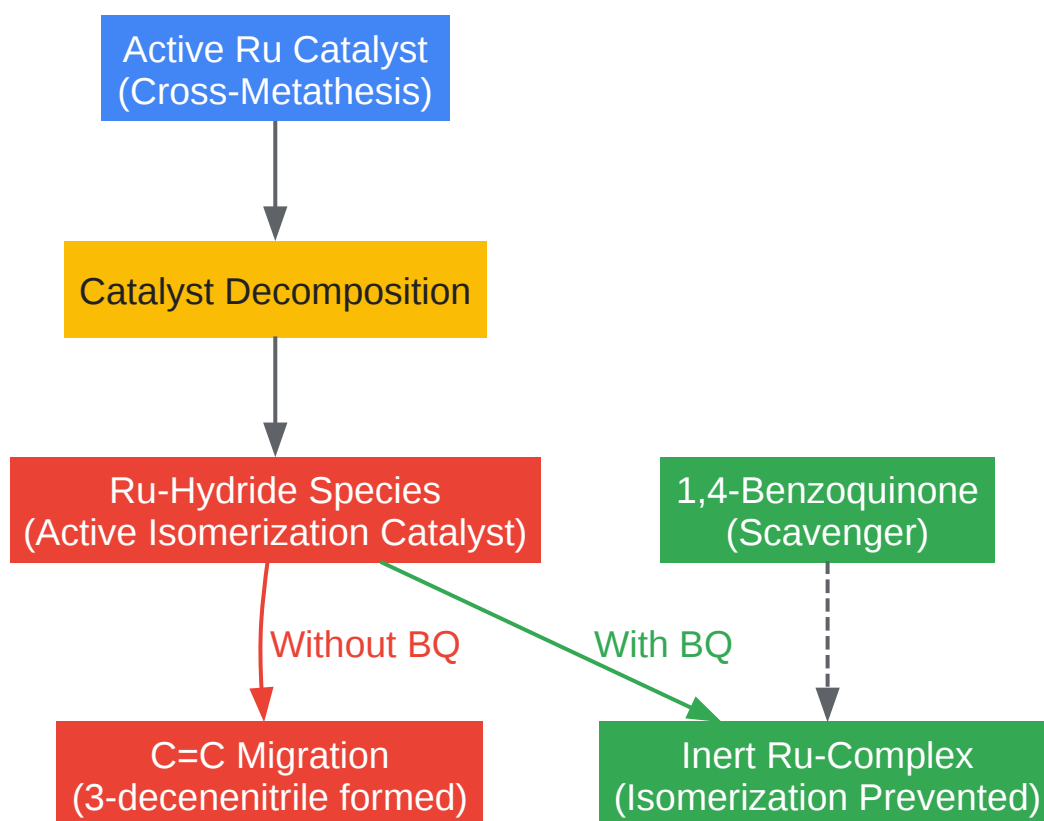 Active Ru Catalyst
(Cross-Metathesis)
Catalyst Decomposition
Ru-Hydride Species
(Active Isomerization Catalyst)
1,4-Benzoquinone
(Scavenger)
Without BQ
With BQ
C=C Migration
(3-decenenitrile formed)
Inert Ru-Complex
(Isomerization Prevented)